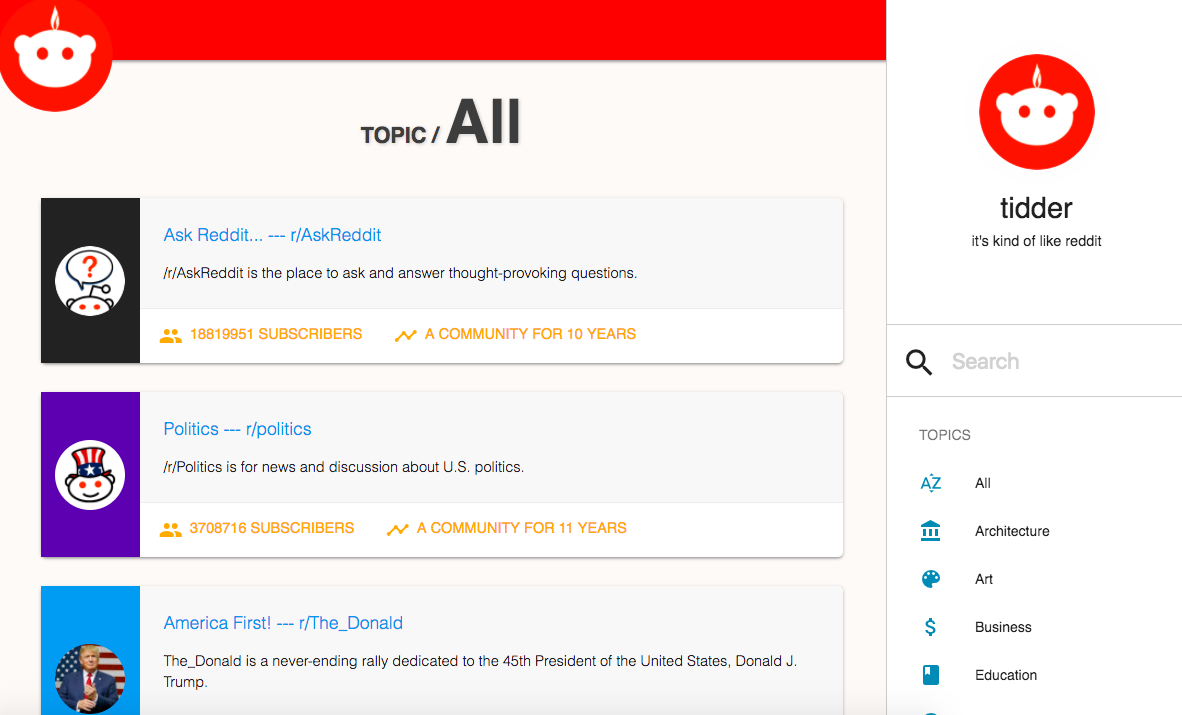 TOPIC / All
Ask Reddit... --- r/AskReddit
/r/AskReddit is the place to ask and answer thought-provoking questions.
18819951 SUBSCRIBERS A COMMUNITY FOR 10 YEARS
Politics --- r/politics
/r/Politics is for news and discussion about U.S. politics.
3708716 SUBSCRIBERS A COMMUNITY FOR 11 YEARS
America First! --- r/The_Donald
The_Donald is a never-ending rally dedicated to the 45th President of the United States, Donald J.
Trump.
tidder
it's kind of like reddit
Search
TOPICS
AZ All
Architecture
Art
$ Business
Education